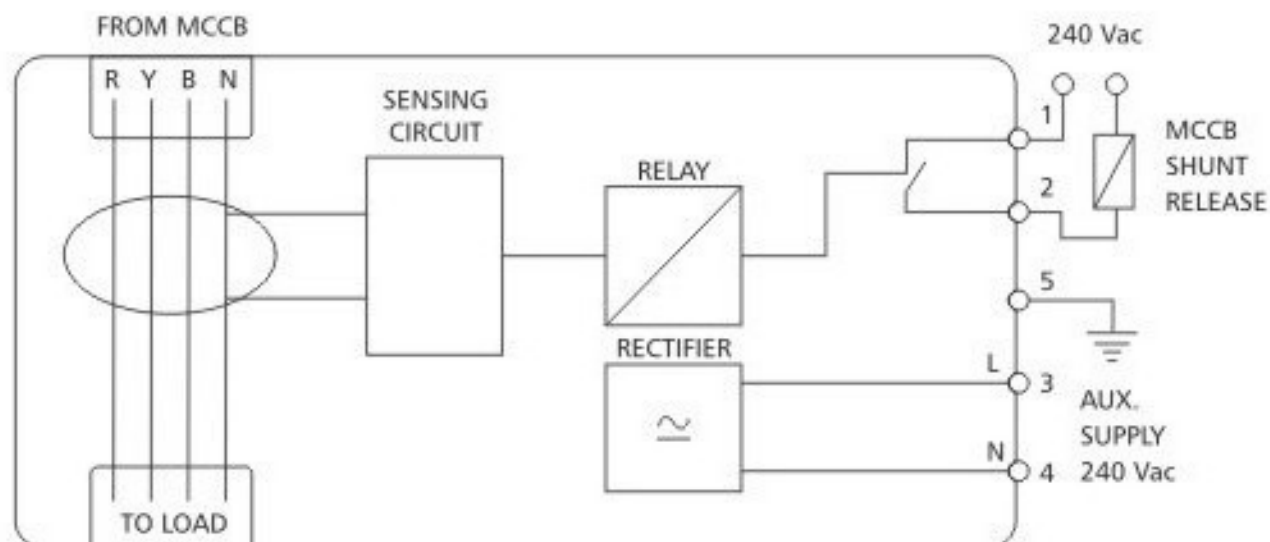 FROM MCCB
R Y B N
SENSING
CIRCUIT
RELAY
RECTIFIER
TO LOAD
240 Vac
1
2
MCCB
SHUNT
RELEASE
5
L
3
N
4
AUX.
SUPPLY
240 Vac